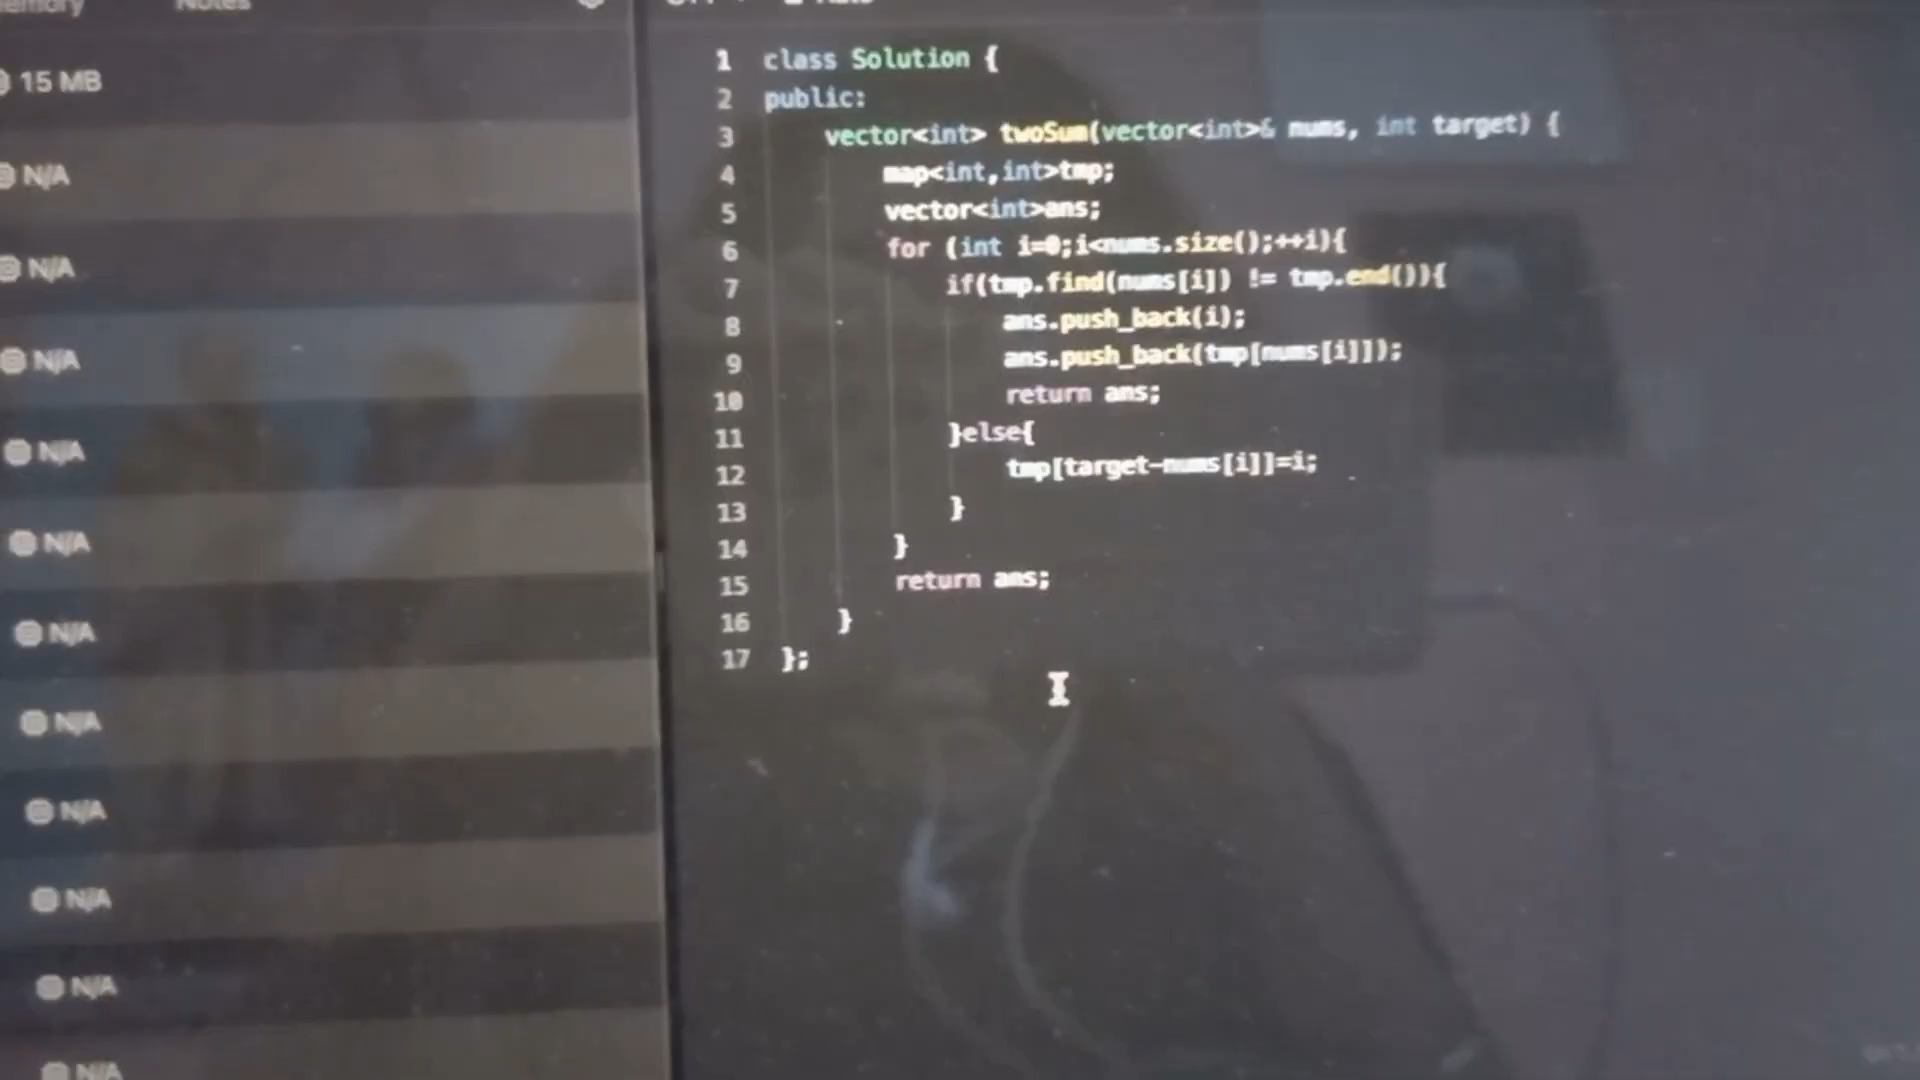 Notes
15 MB
N/A
N/A
N/A
N/A
N/A
N/A
N/A
N/A
N/A
N/A
N/A
1 class Solution {
2 public:
3 vector<int> twoSum(vector<int>& nums, int target) {
4 map<int,int>tmp;
5 vector<int>ans;
6 for (int i=0;i<nums.size();++i){
7 if(tmp.find(nums[i]) != tmp.end()){
8 ans.push_back(i);
9 ans.push_back(tmp[nums[i]]);
10 return ans;
11 }else{
12 tmp[target-nums[i]]=i;
13 }
14 }
15 return ans;
16 }
17 };